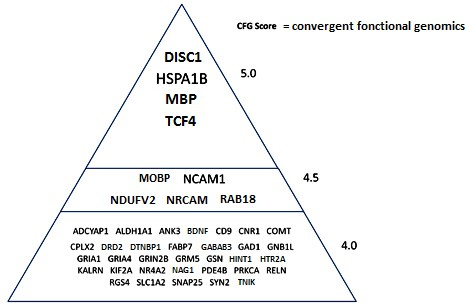 CFG Score = convergent fonctional genomics
DISC1
5.0
HSPA1B
MBP
TCF4
MOBP NCAM1
4.5
NDUFV2 NRCAM RAB18
ADCYAP1 ALDH1A1 ANK3 BDNF CD9 CNR1 COMT
4.0
CPLX2 DRD2 DTNBP1 FABP7 GABAB3 GAD1 GNB1L
GRIA1 GRIA4 GRIN2B GRM5 GSN HINT1 HTR2A
KALRN KIF2A NR4A2 NAG1 PDE4B PRKCA RELN
RGS4 SLC1A2 SNAP25 SYN2 TNIK